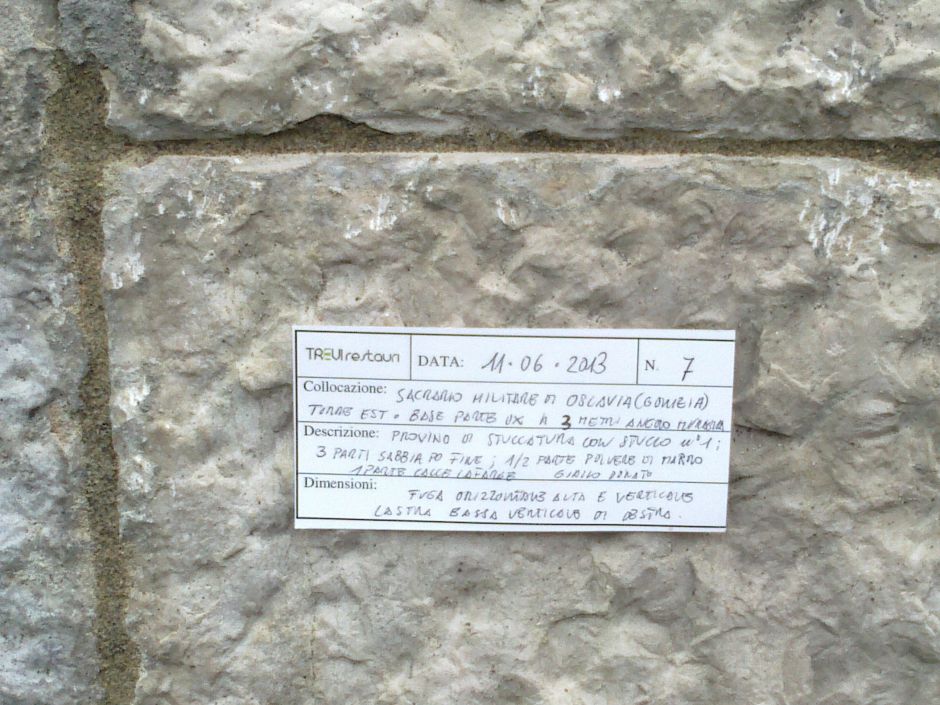 TREVIrestauri DATA: 11.06.2013 N. 7
Collocazione: SACRARIO MILITARE DI OSLAVIA (GORIZIA)
TORRE EST. BASE PARTE A 3 METRI ANGOLO
Descrizione: PROVINO DI STUCCATURA CON STUCCO N°1;
3 PARTI SABBIA PO FINE; 1/2 PARTE POLVERE DI MARMO
1 PARTE CALCE LAFARGE
Dimensioni: FUGA ORIZZONTALE ALTA E VERTICALE
LASTRA BASSA VERTICALE DI DESTRA.